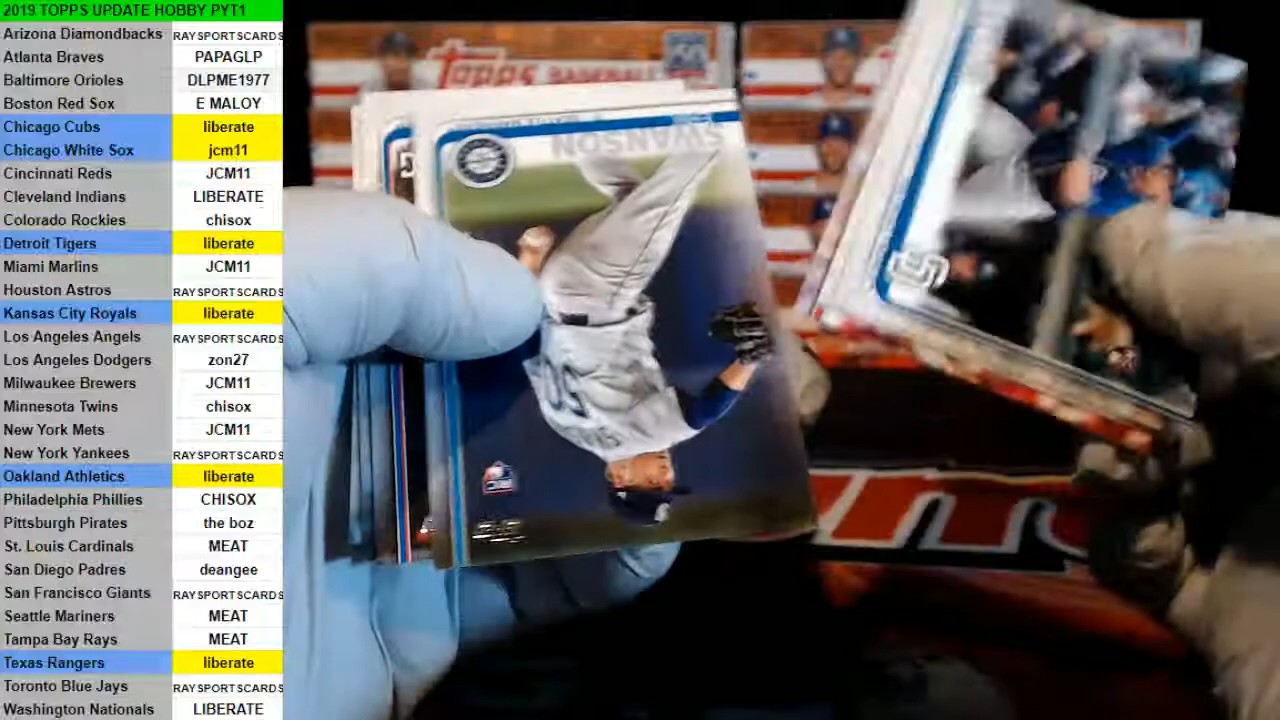 2019 TOPPS UPDATE HOBBY PYT1
Arizona Diamondbacks RAYSPORTSCARDS
Atlanta Braves PAPAGLP
Baltimore Orioles DLPME1977
Boston Red Sox E MALOY
Chicago Cubs liberate
Chicago White Sox jcm11
Cincinnati Reds JCM11
Cleveland Indians LIBERATE
Colorado Rockies chisox
Detroit Tigers liberate
Miami Marlins JCM11
Houston Astros RAYSPORTSCARDS
Kansas City Royals liberate
Los Angeles Angels RAYSPORTSCARDS
Los Angeles Dodgers zon27
Milwaukee Brewers JCM11
Minnesota Twins chisox
New York Mets JCM11
New York Yankees RAYSPORTSCARDS
Oakland Athletics liberate
Philadelphia Phillies CHISOX
Pittsburgh Pirates the boz
St. Louis Cardinals MEAT
San Diego Padres deangee
San Francisco Giants RAYSPORTSCARDS
Seattle Mariners MEAT
Tampa Bay Rays MEAT
Texas Rangers liberate
Toronto Blue Jays RAYSPORTSCARDS
Washington Nationals LIBERATE
Topps BASEBALL
SWANSON
50